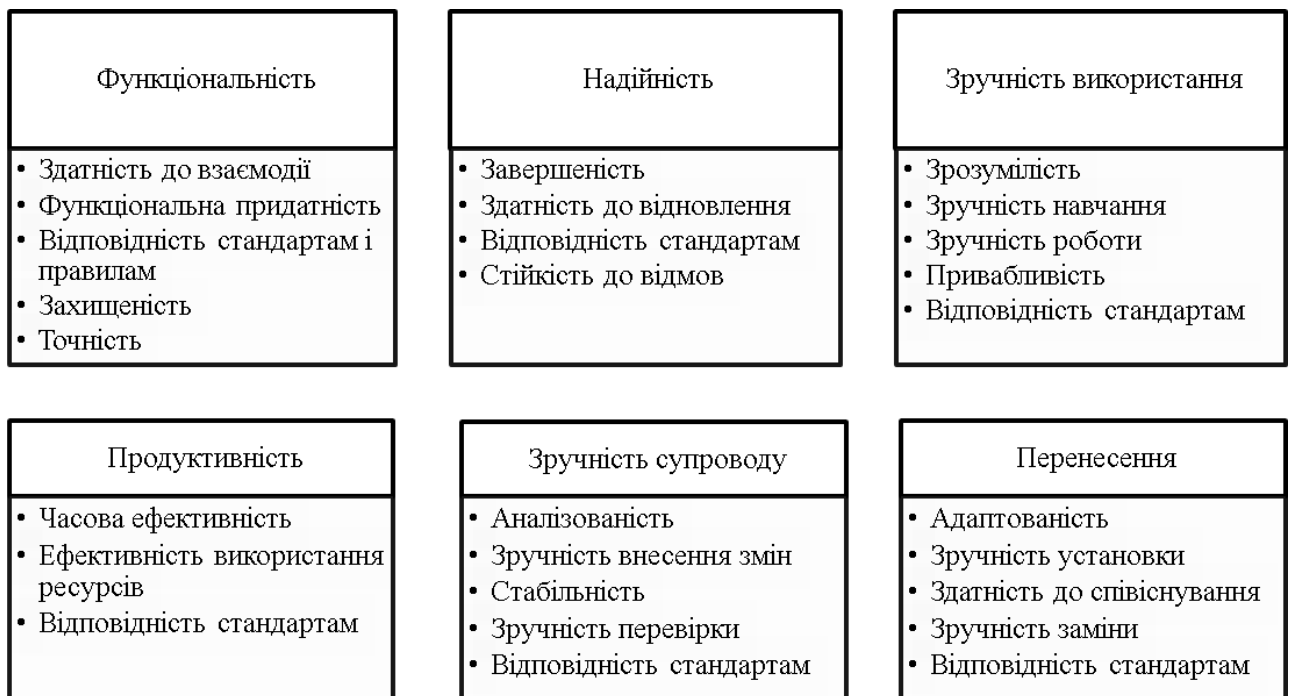 Функціональність
• Здатність до взаємодії
• Функціональна придатність
• Відповідність стандартам і
правилам
• Захищеність
• Точність
Надійність
• Завершеність
• Здатність до відновлення
• Відповідність стандартам
• Стійкість до відмов
Зручність використання
• Зрозумілість
• Зручність навчання
• Зручність роботи
• Привабливість
• Відповідність стандартам
Продуктивність
• Часова ефективність
• Ефективність використання
ресурсів
• Відповідність стандартам
Зручність супроводу
• Аналізованість
• Зручність внесення змін
• Стабільність
• Зручність перевірки
• Відповідність стандартам
Перенесення
• Адаптованість
• Зручність установки
• Здатність до співіснування
• Зручність заміни
• Відповідність стандартам